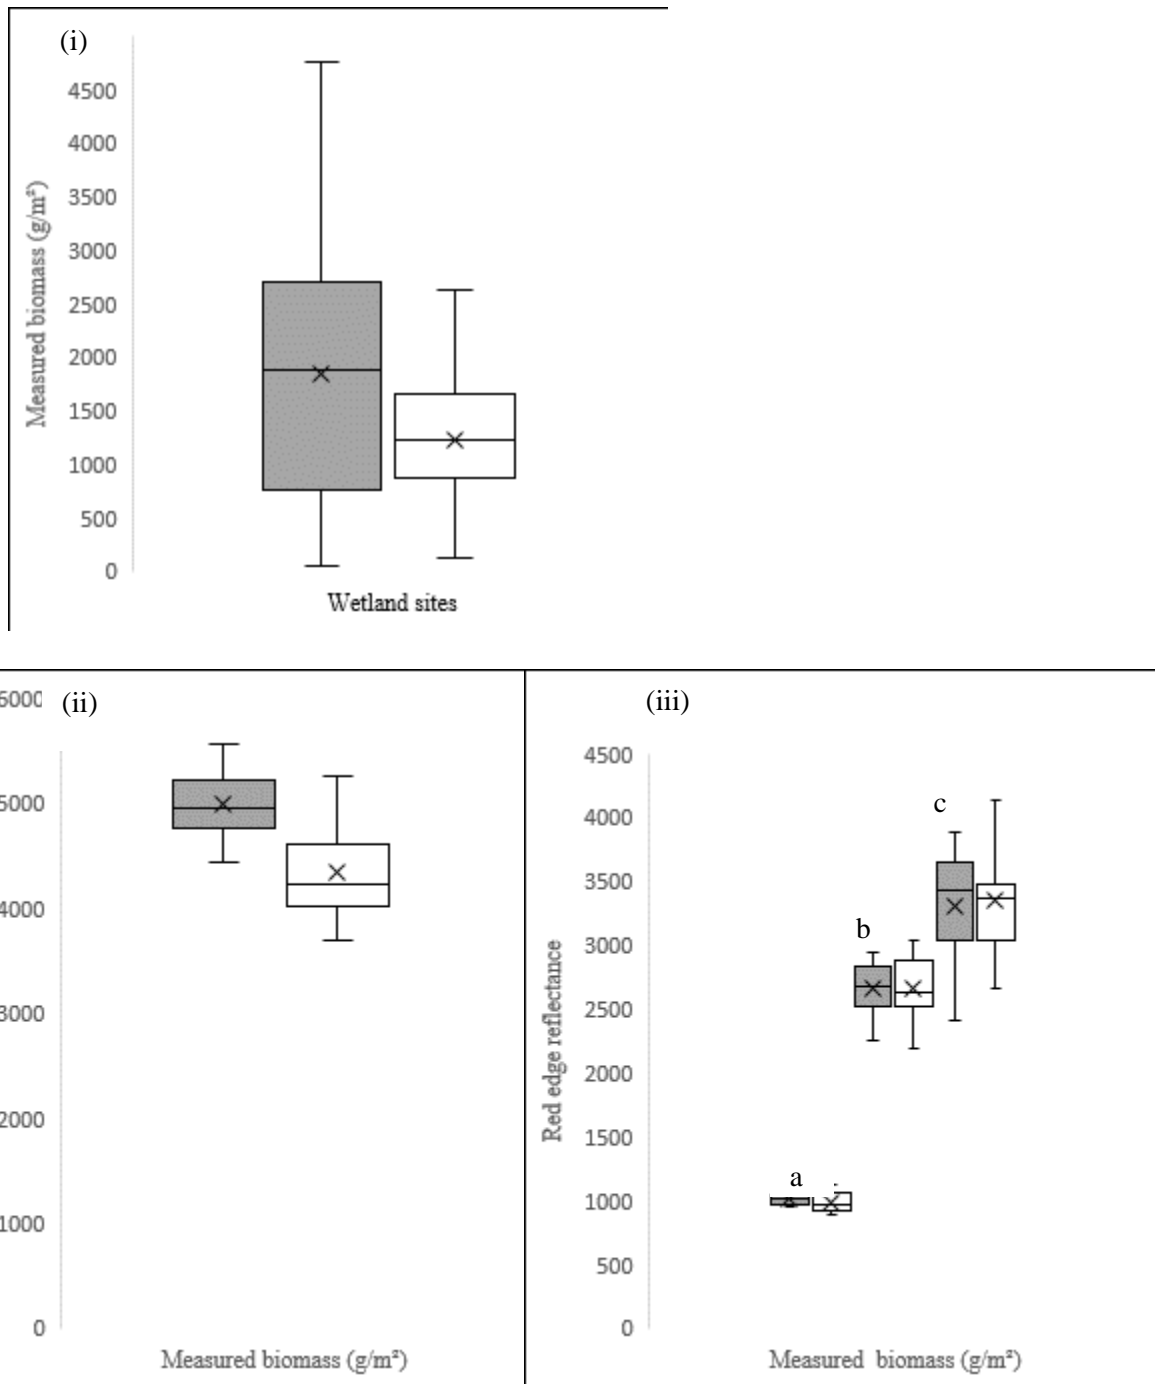 (i)
4500
4000
3500
3000
2500
2000
1500
1000
500
0
Measured biomass (g/m²)
Wetland sites
(ii)
6000
5000
4000
3000
2000
1000
0
Measured biomass (g/m²)
(iii)
4500
4000
3500
3000
2500
2000
1500
1000
500
0
Red edge reflectance
c
b
a
Measured biomass (g/m²)